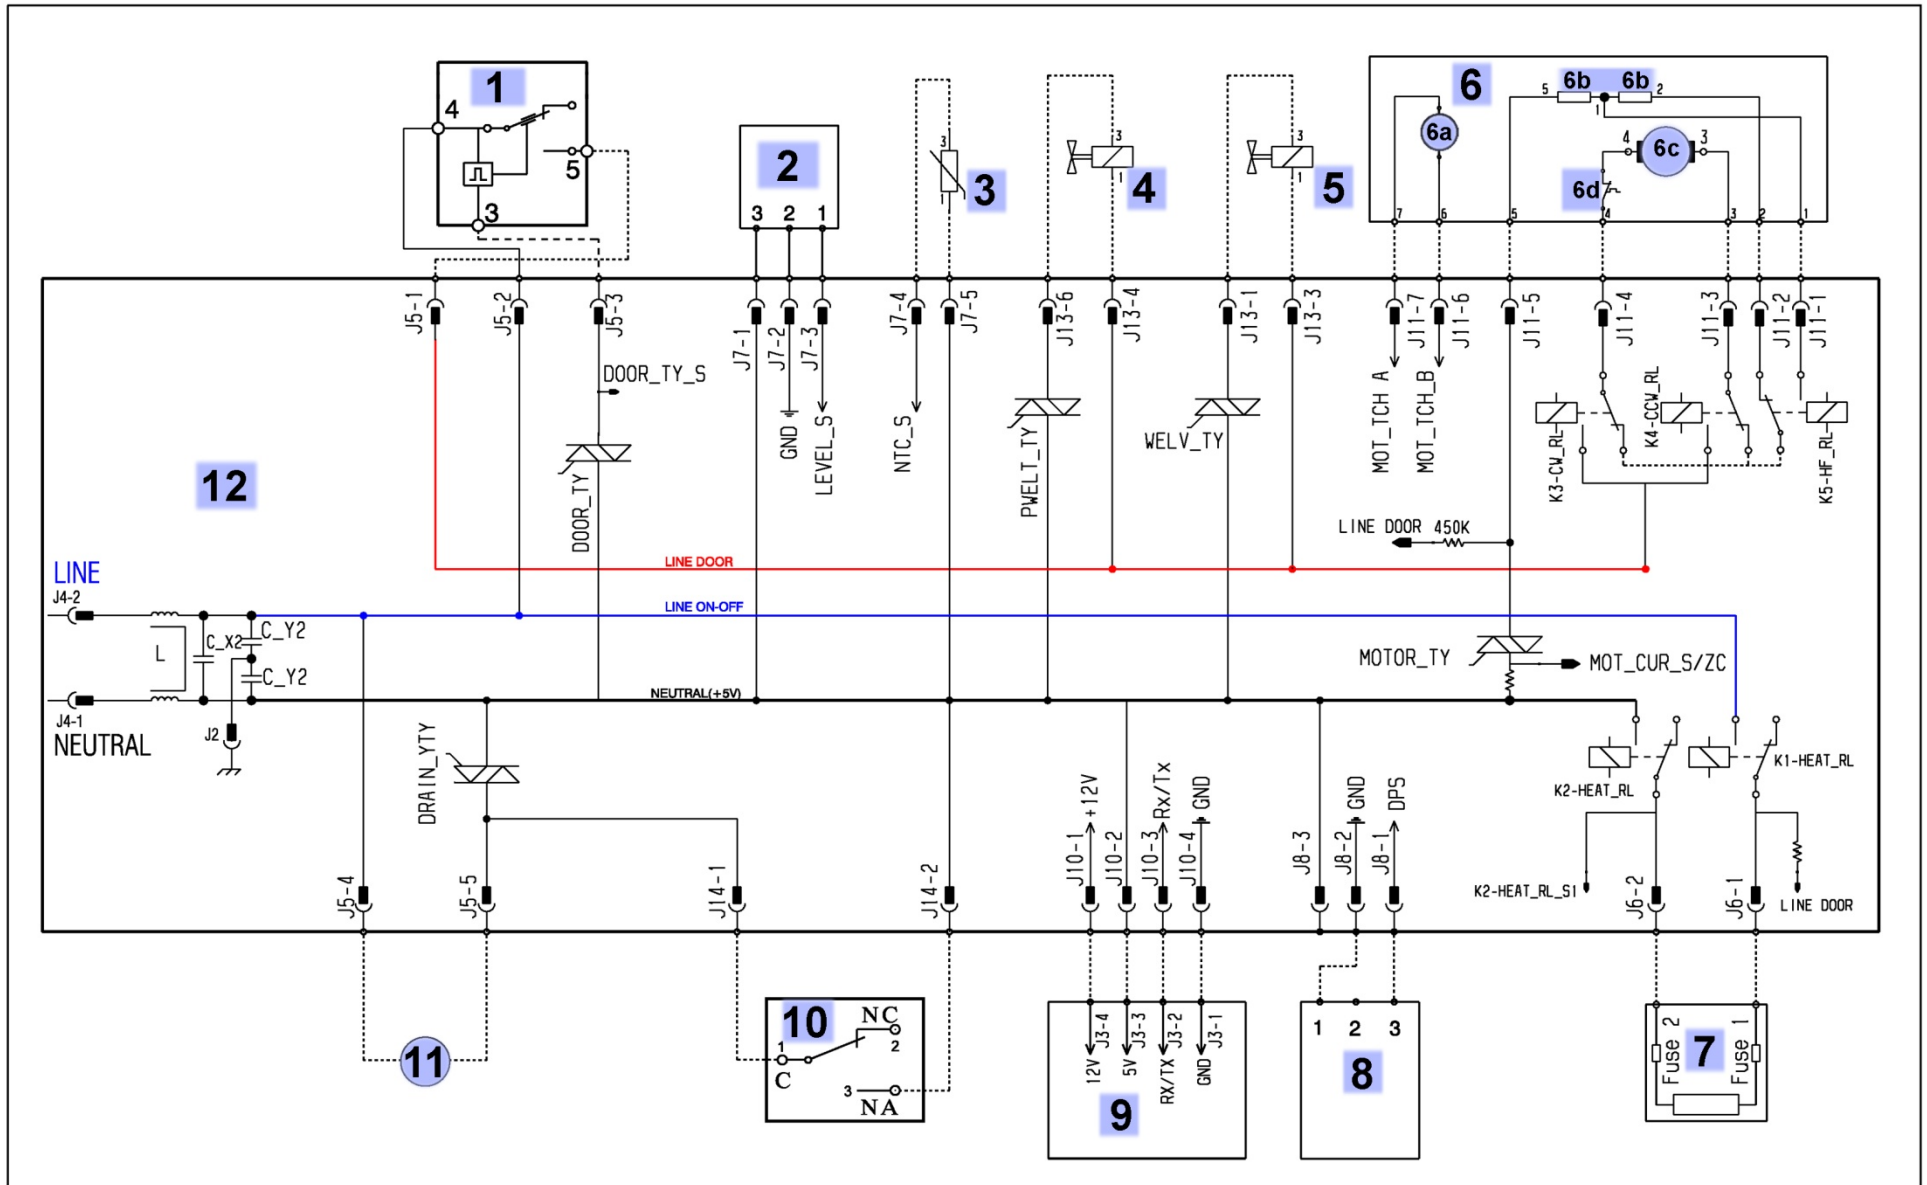 1
4
5
3
2
3 2 1
3
1
3
3
1
4
3
1
5
6
6a
5 6b 6b 2
1
4 6c 3
6d
7 6 5 4 3 2 1
J5-1
J5-2
J5-3
J7-1
J7-2
J7-3
J7-4
J7-5
J13-6
J13-4
J13-1
J13-3
J11-7
J11-6
J11-5
J11-4
J11-3
J11-2
J11-1
DOOR_TY_S
DOOR_TY
GND
LEVEL_S
NTC_S
PWELT_TY
WELV_TY
MOT_TCH A
MOT_TCH_B
K3-CW_RL
K4-CCW_RL
K5-HF_RL
12
LINE DOOR 450K
LINE DOOR
LINE
J4-2
LINE ON-OFF
L
C_X2
C_Y2
C_Y2
MOTOR_TY
MOT_CUR_S/ZC
NEUTRAL(+5V)
J4-1
NEUTRAL
J2
DRAIN_YTY
K2-HEAT_RL
K1-HEAT_RL
+12V
Rx/Tx
GND
GND
DPS
J10-1
J10-2
J10-3
J10-4
J8-3
J8-2
J8-1
K2-HEAT_RL_S1
LINE DOOR
J5-4
J5-5
J14-1
J14-2
J6-2
J6-1
11
10
NC
1
2
C
3
NA
J3-4
J3-3
J3-2
J3-1
12V
5V
RX/TX
GND
9
1 2 3
8
Fuse 2
7
Fuse 1